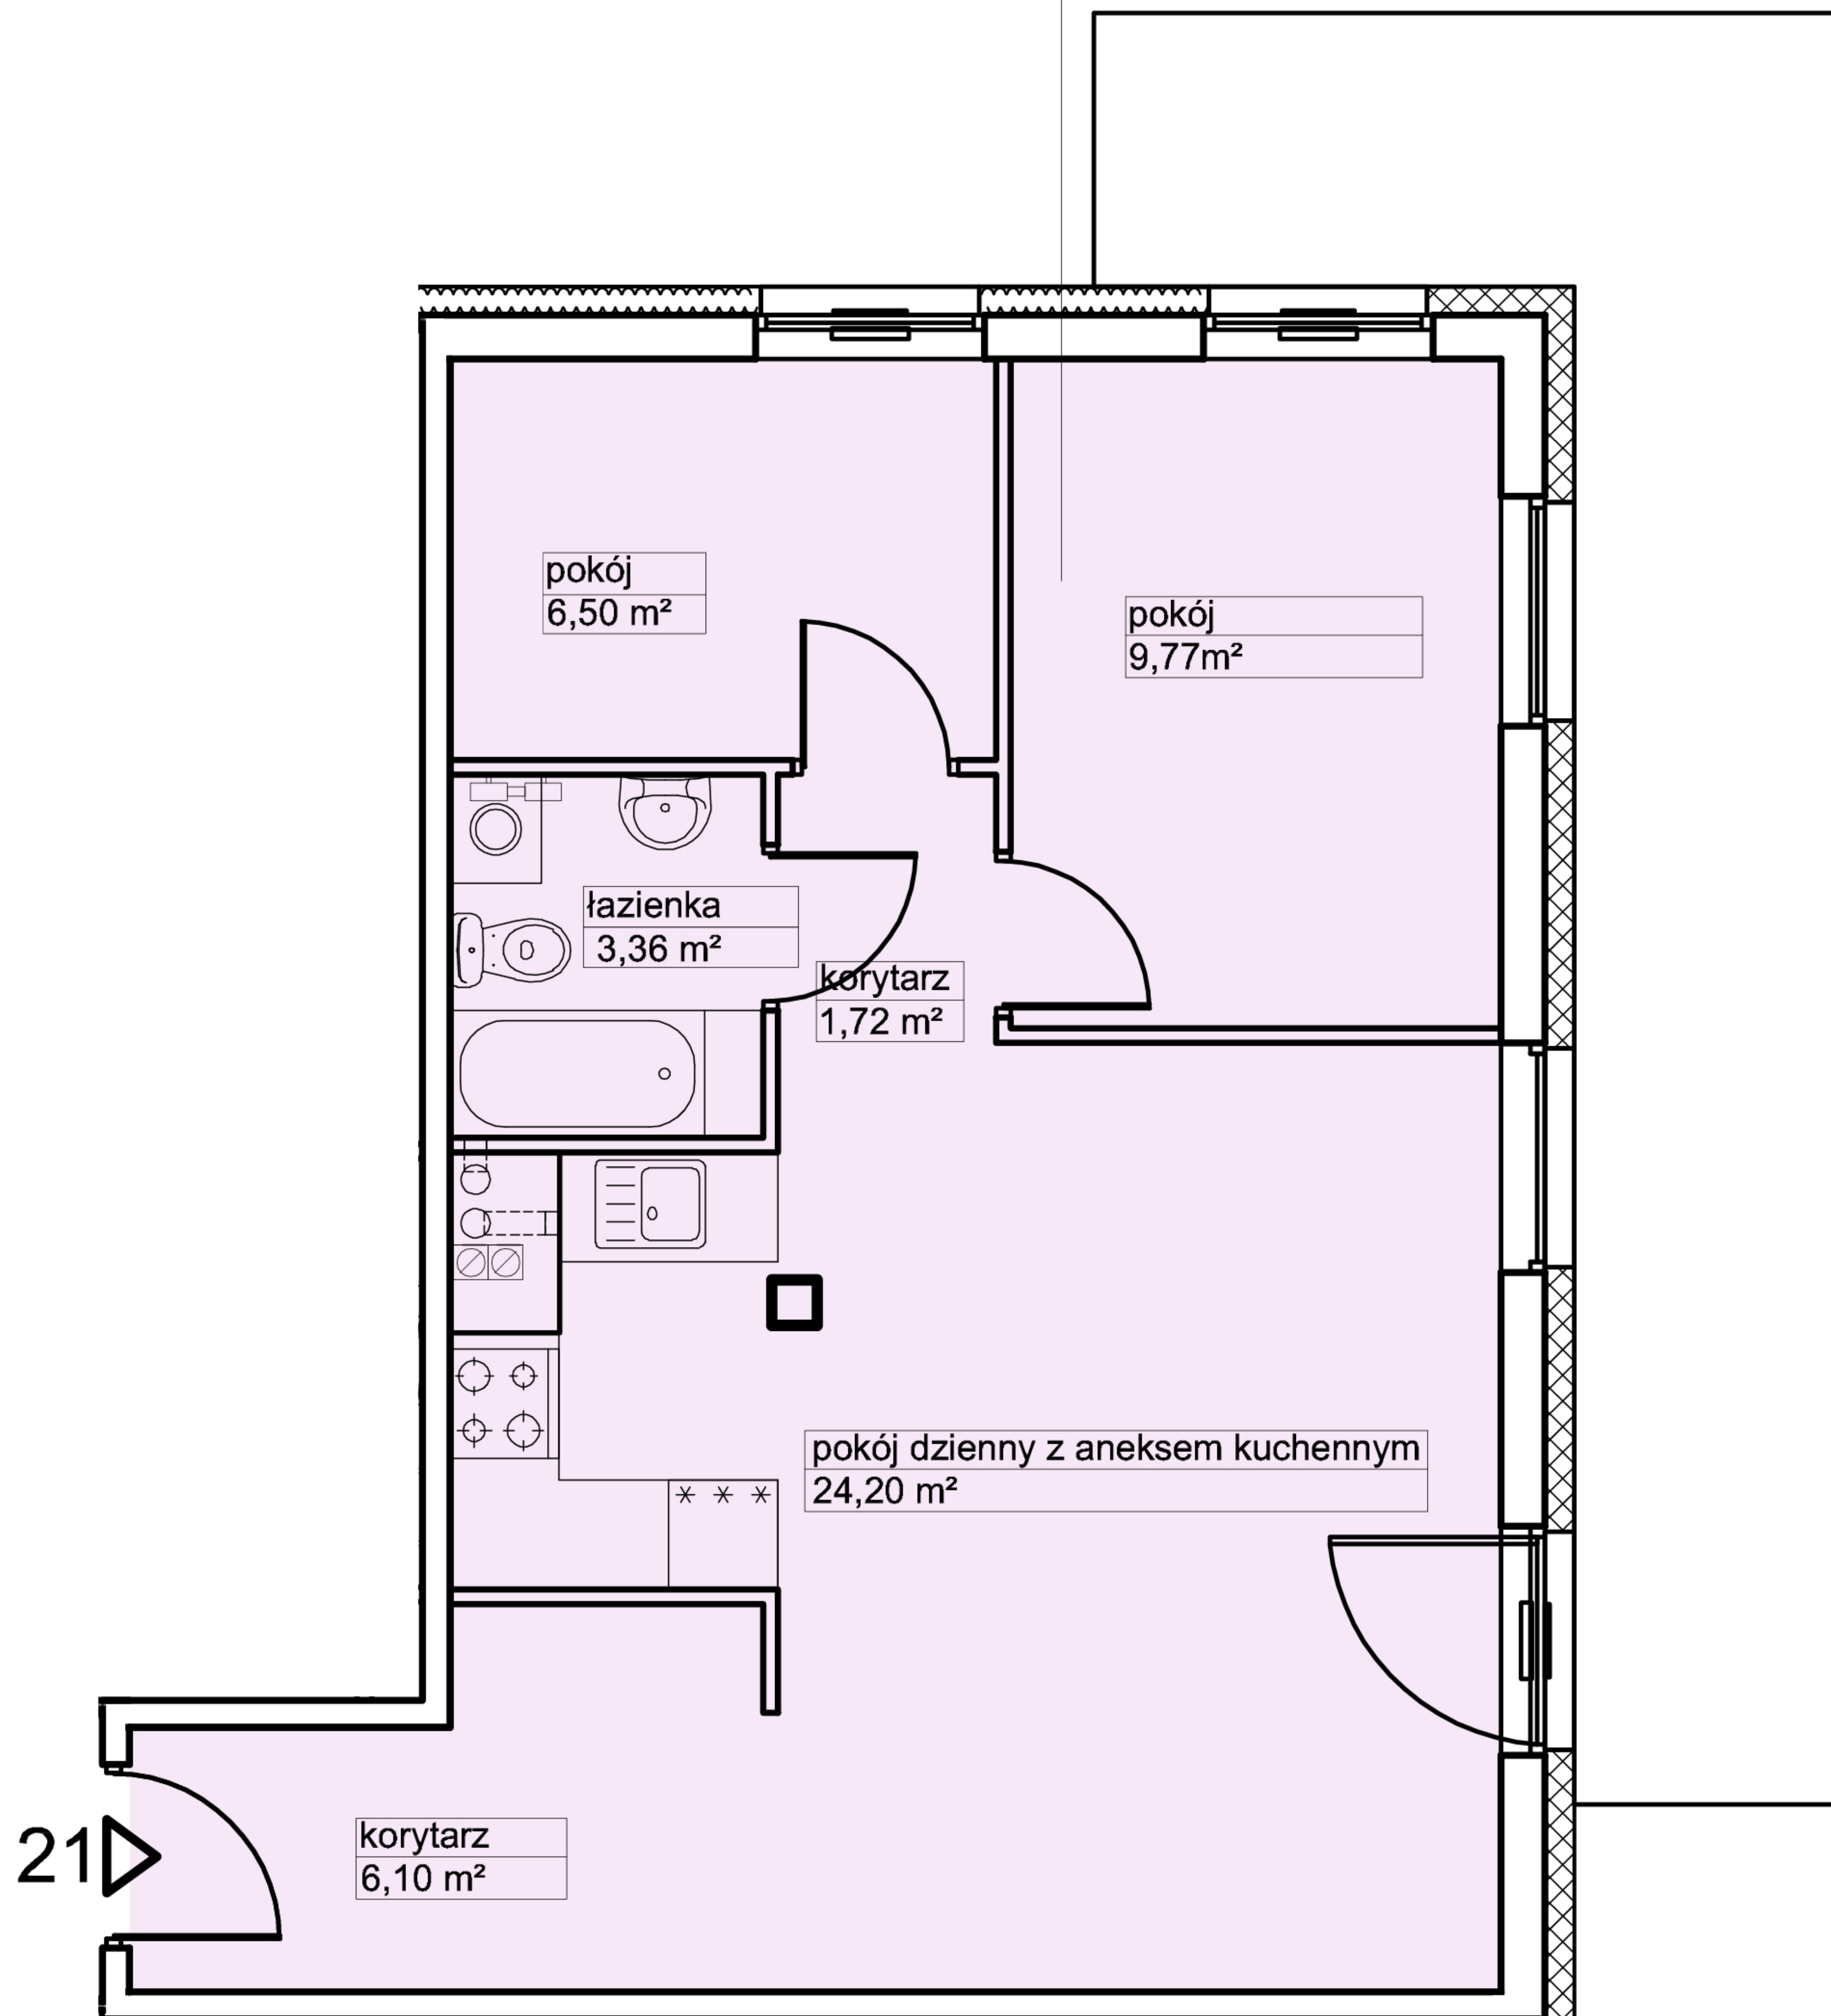 pokój
6,50 m²
pokój
9,77m²
łazienka
3,36 m²
korytarz
1,72 m²
pokój dzienny z aneksem kuchennym
24,20 m²
korytarz
6,10 m²
21